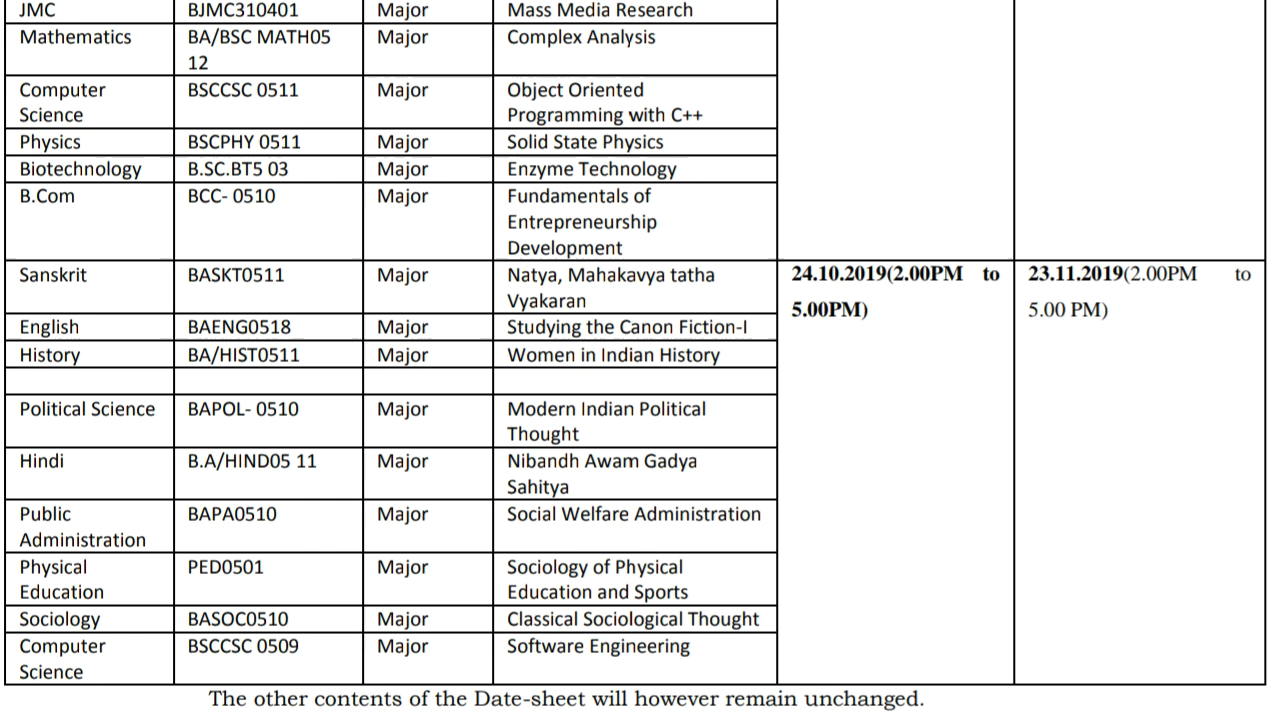 JMC BJMC310401 Major Mass Media Research
Mathematics BA/BSC MATH05 Major Complex Analysis
12
Computer BSCCSC 0511 Major Object Oriented
Science Programming with C++
Physics BSCPHY 0511 Major Solid State Physics
Biotechnology B.SC.BT5 03 Major Enzyme Technology
B.Com BCC- 0510 Major Fundamentals of
Entrepreneurship
Development
Sanskrit BASKT0511 Major Natya, Mahakavya tatha 24.10.2019(2.00PM to 23.11.2019(2.00PM to
Vyakaran 5.00PM) 5.00 PM)
English BAENG0518 Major Studying the Canon Fiction-I
History BA/HIST0511 Major Women in Indian History
Political Science BAPOL- 0510 Major Modern Indian Political
Thought
Hindi B.A/HIND05 11 Major Nibandh Awam Gadya
Sahitya
Public BAPA0510 Major Social Welfare Administration
Administration
Physical PED0501 Major Sociology of Physical
Education Education and Sports
Sociology BASOC0510 Major Classical Sociological Thought
Computer BSCCSC 0509 Major Software Engineering
Science
The other contents of the Date-sheet will however remain unchanged.